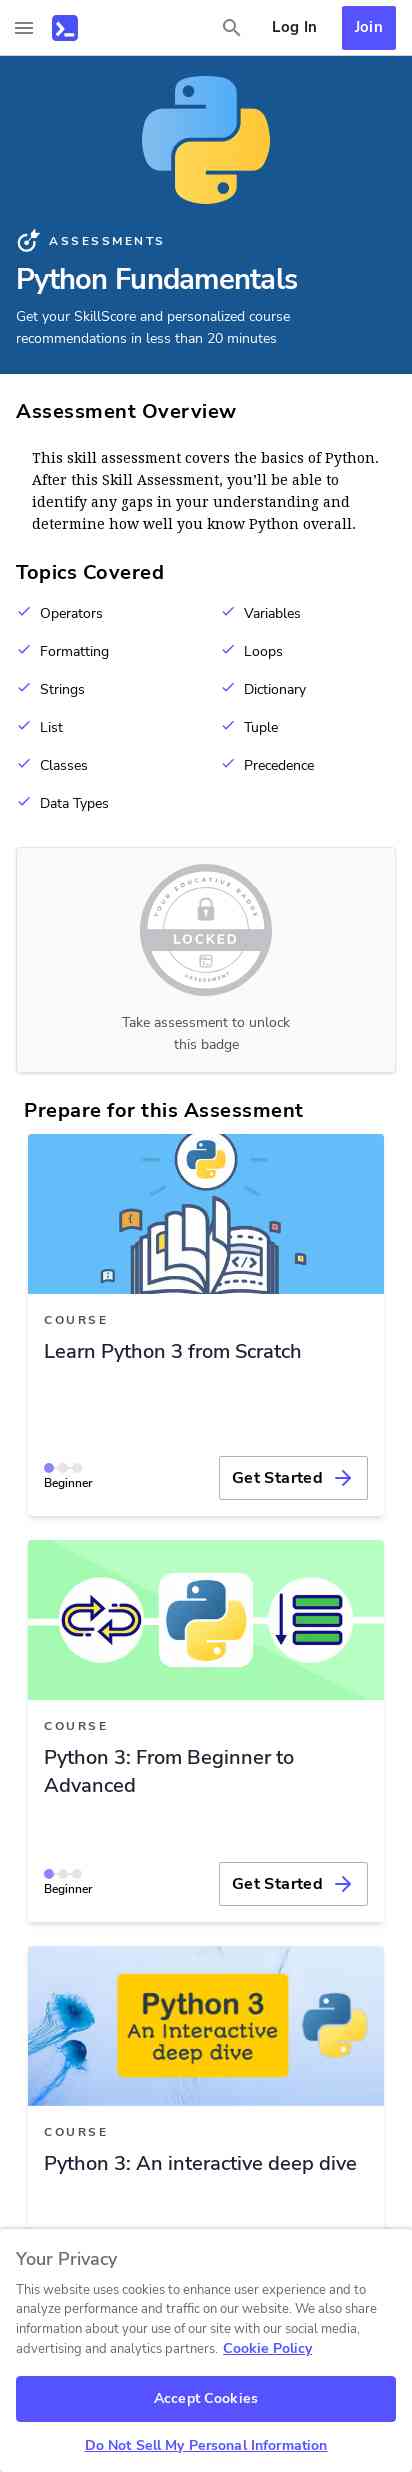 Log In
Join
ASSESSMENTS
Python Fundamentals
Get your SkillScore and personalized course
recommendations in less than 20 minutes
Assessment Overview
This skill assessment covers the basics of Python.
After this Skill Assessment, you’ll be able to
identify any gaps in your understanding and
determine how well you know Python overall.
Topics Covered
Operators
Variables
Formatting
Loops
Strings
Dictionary
List
Tuple
Classes
Precedence
Data Types
YOUR EDUCATIVE BADGE
LOCKED
ASSESSMENT
Take assessment to unlock
this badge
Prepare for this Assessment
COURSE
Learn Python 3 from Scratch
Beginner
Get Started
COURSE
Python 3: From Beginner to
Advanced
Beginner
Get Started
Python 3
An Interactive
deep dive
COURSE
Python 3: An interactive deep dive
Your Privacy
This website uses cookies to enhance user experience and to
analyze performance and traffic on our website. We also share
information about your use of our site with our social media,
advertising and analytics partners. Cookie Policy
Accept Cookies
Do Not Sell My Personal Information